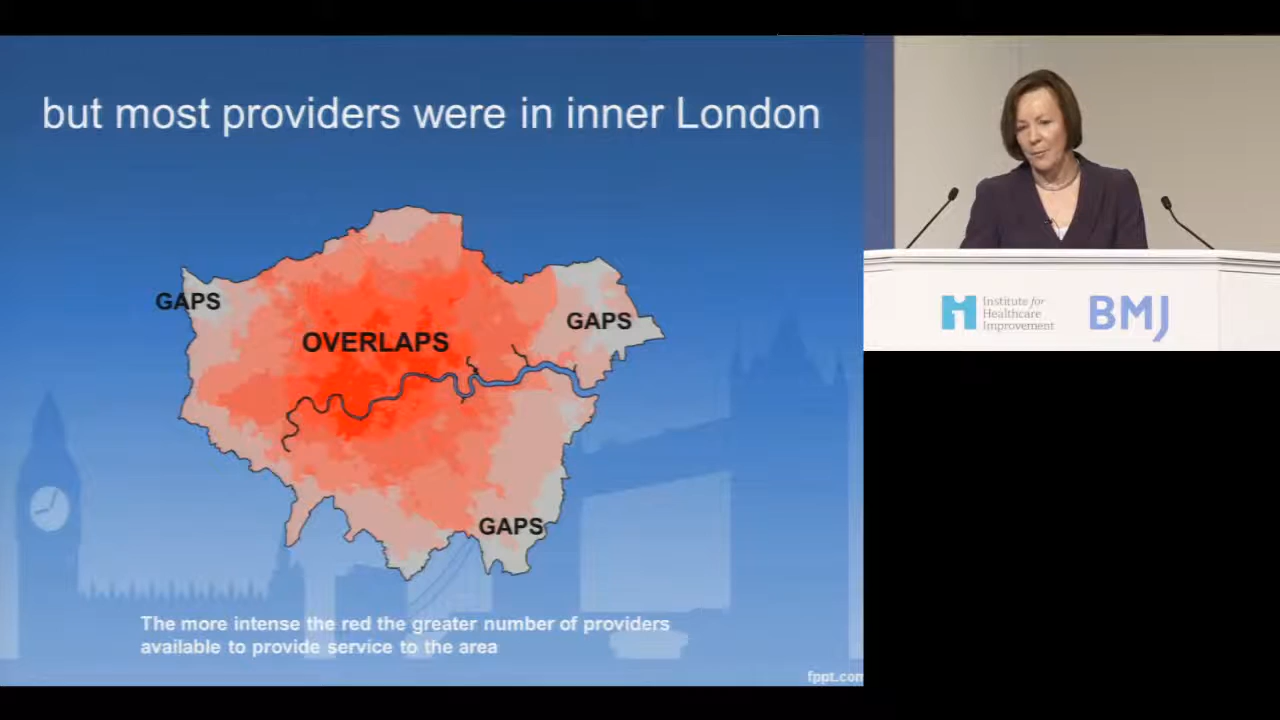 but most providers were in inner London
GAPS
OVERLAPS
GAPS
GAPS
The more intense the red the greater number of providers
available to provide service to the area
fppt.com
Institute for
Healthcare
Improvement
BMJ